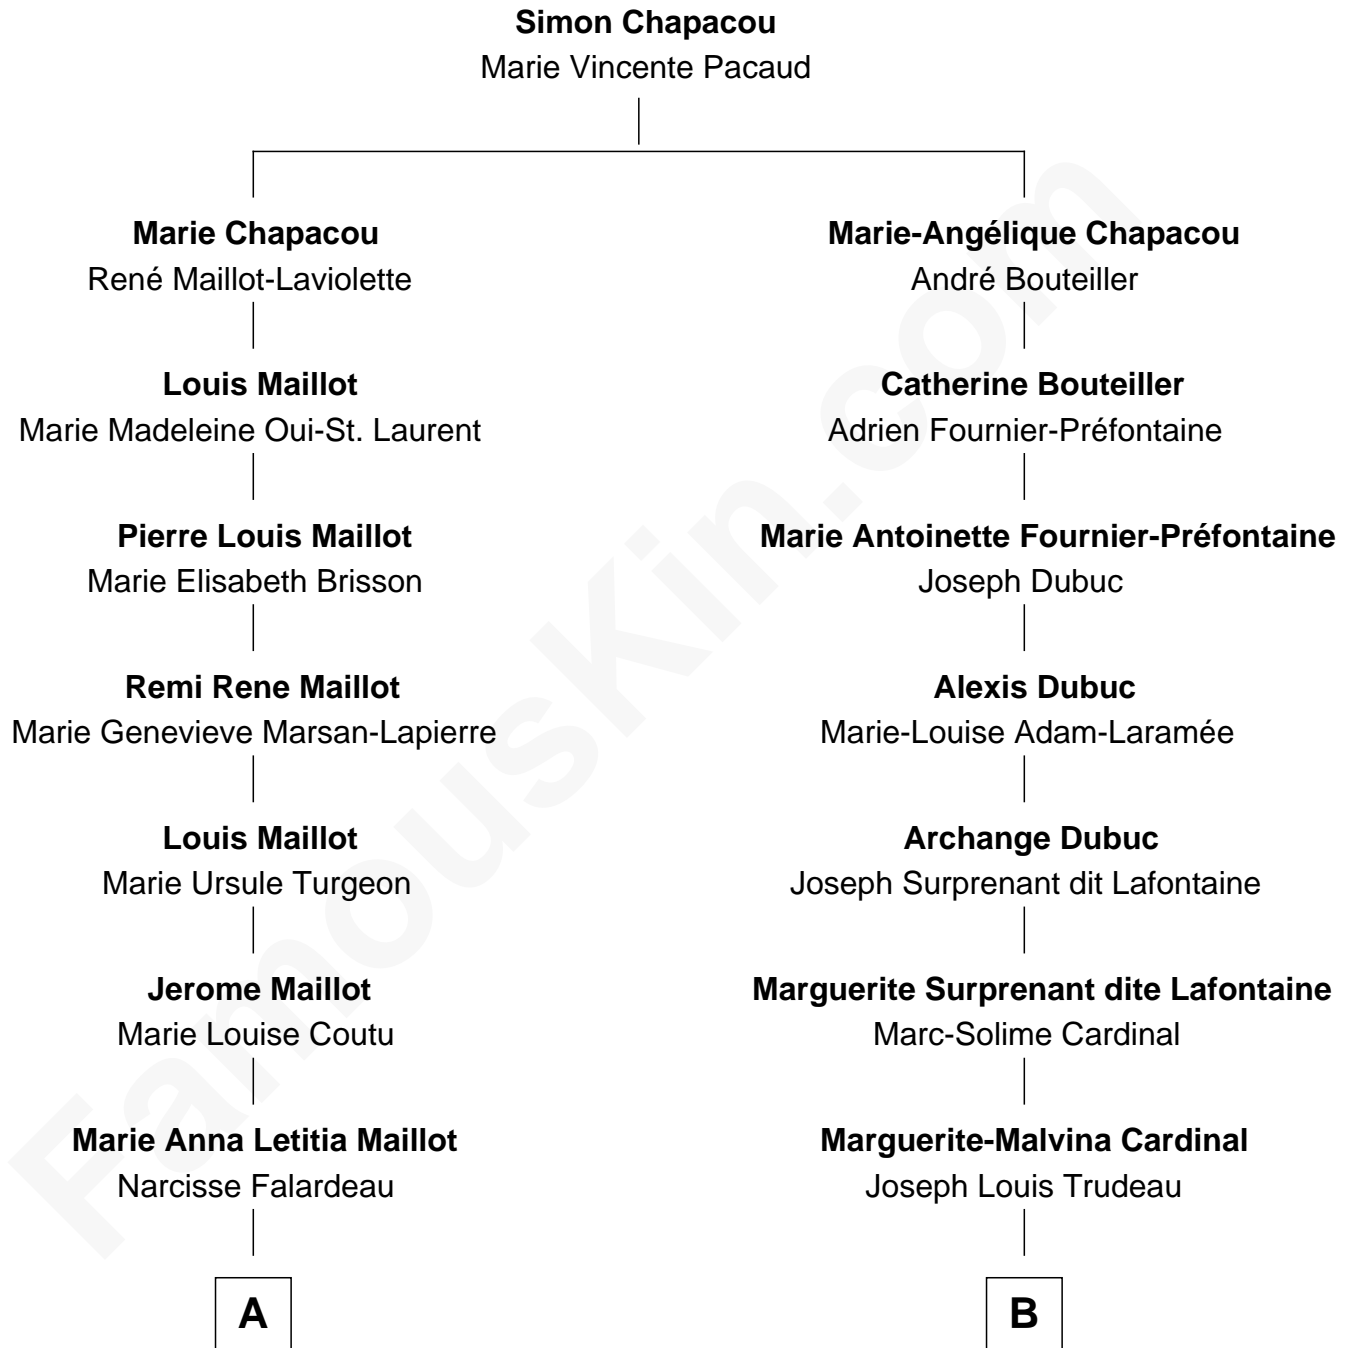 Simon Chapacou
Marie Vincente Pacaud
Marie Chapacou
René Maillot-Laviolette
Louis Maillot
Marie Madeleine Oui-St. Laurent
Pierre Louis Maillot
Marie Elisabeth Brisson
Remi Rene Maillot
Marie Genevieve Marsan-Lapierre
Louis Maillot
Marie Ursule Turgeon
Jerome Maillot
Marie Louise Coutu
Marie Anna Letitia Maillot
Narcisse Falardeau
A
Marie-Angélique Chapacou
André Bouteiller
Catherine Bouteiller
Adrien Fournier-Préfontaine
Marie Antoinette Fournier-Préfontaine
Joseph Dubuc
Alexis Dubuc
Marie-Louise Adam-Laramée
Archange Dubuc
Joseph Surprenant dit Lafontaine
Marguerite Surprenant dite Lafontaine
Marc-Solime Cardinal
Marguerite-Malvina Cardinal
Joseph Louis Trudeau
B
FamousKin.com